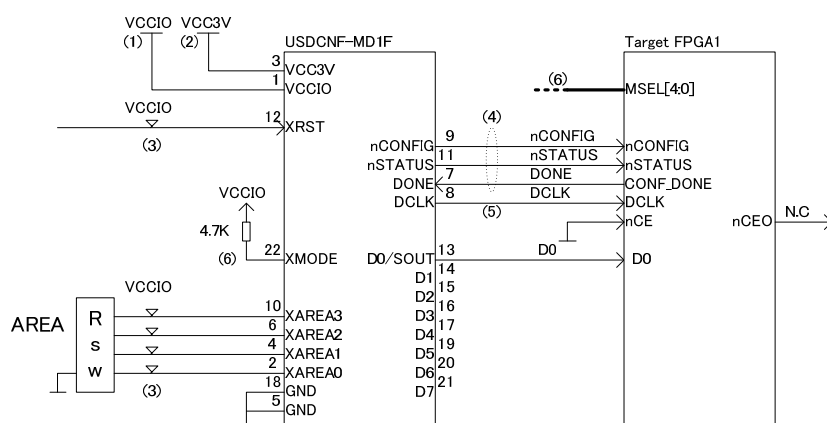 VCCIO VCC3V
(1) (2)
USDCNF-MD1F
Target FPGA1
3 VCC3V
1 VCCIO
(6) MSEL[4:0]
VCCIO
12 XRST
(3)
(4)
nCONFIG 9 nCONFIG nCONFIG
nSTATUS 11 nSTATUS nSTATUS
DONE 7 DONE CONF_DONE
DCLK 8 DCLK DCLK
(5)
nCE
nCEO N.C
VCCIO
4.7K
(6)
22 XMODE
D0/SOUT 13 D0 D0
D1 14
D2 15
D3 16
D4 17
D5 19
D6 20
D7 21
VCCIO
AREA
R
s
w
10 XAREA3
6 XAREA2
4 XAREA1
2 XAREA0
(3)
18 GND
5 GND